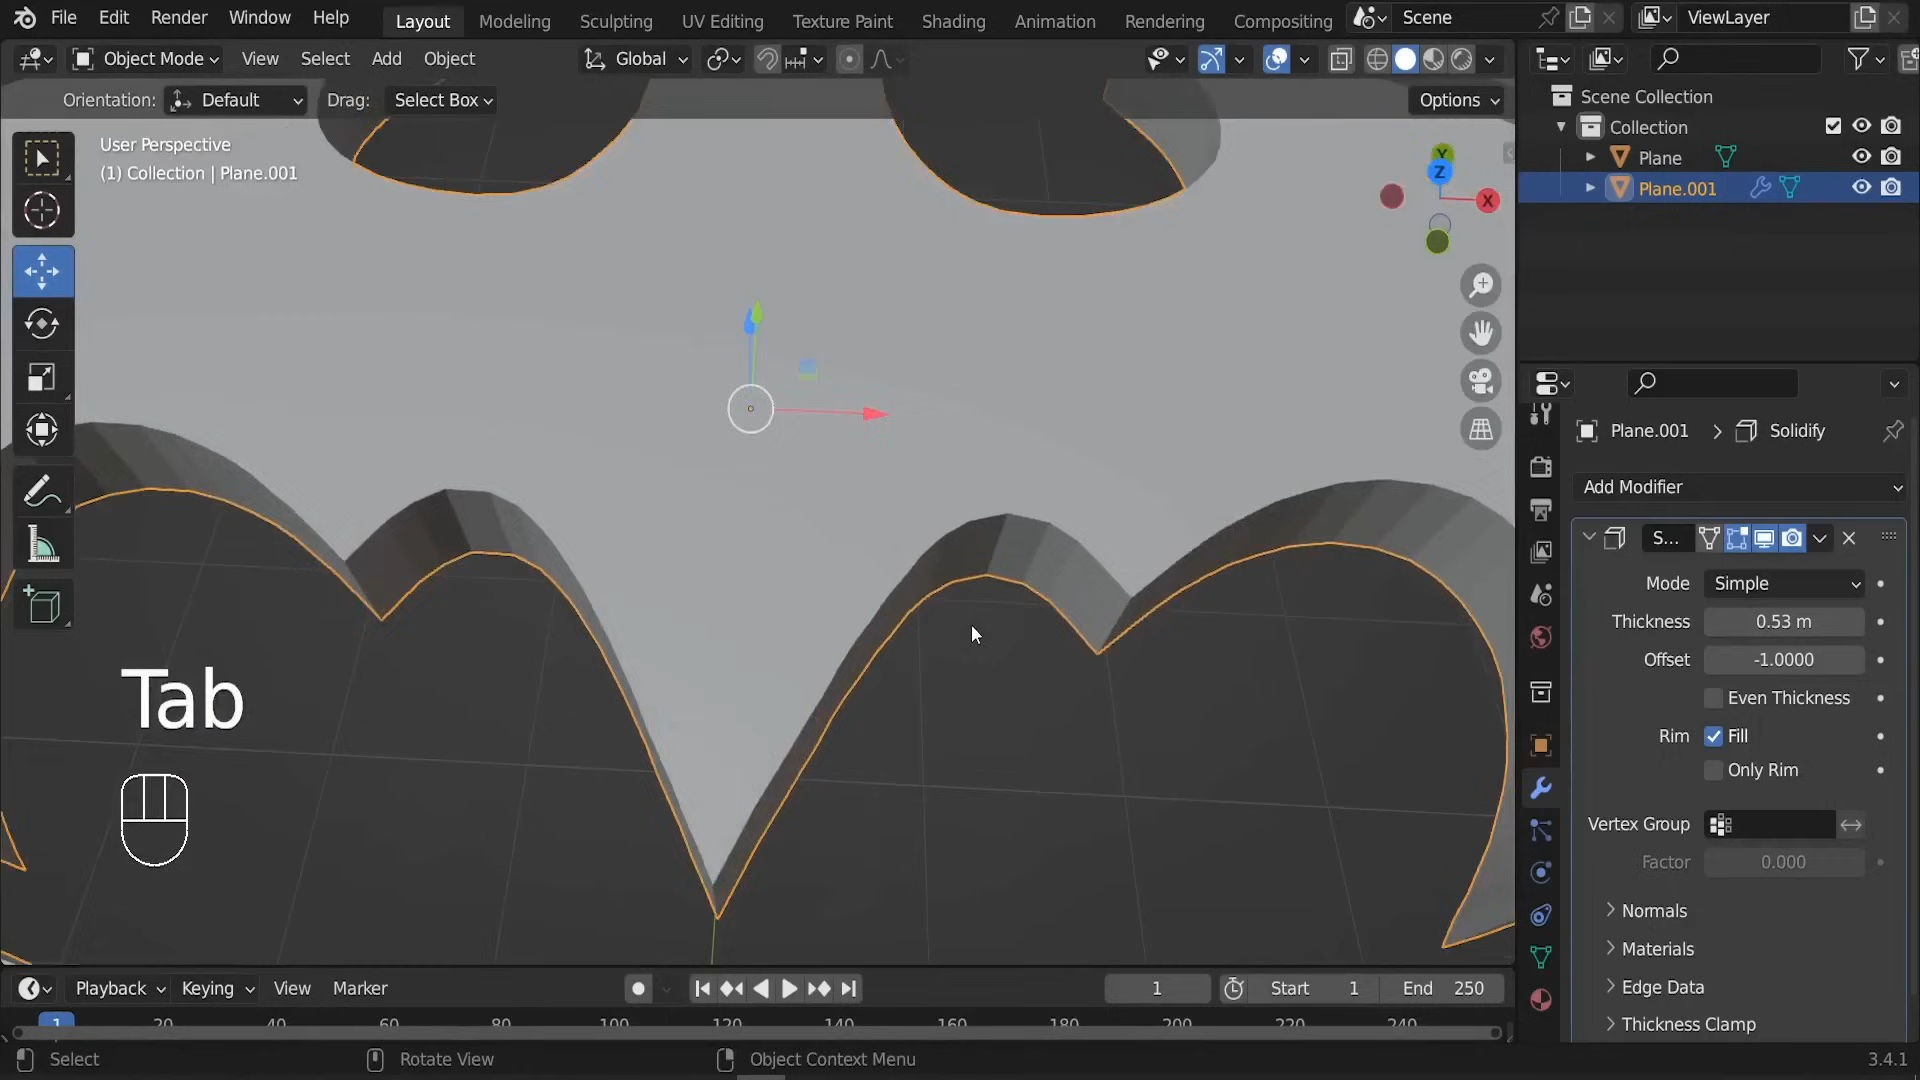 File Edit Render Window Help Layout Modeling Sculpting UV Editing Texture Paint Shading Animation Rendering Compositing Scene ViewLayer
Object Mode View Select Add Object Global
Orientation: Default Drag: Select Box Options
User Perspective
(1) Collection | Plane.001
Scene Collection
Collection
Plane
Plane.001
Y
Z
X
Plane.001 Solidify
Add Modifier
S...
Mode Simple
Thickness 0.53 m
Offset -1.0000
Even Thickness
Rim Fill
Only Rim
Vertex Group
Factor 0.000
Normals
Materials
Edge Data
Thickness Clamp
Tab
Playback Keying View Marker 1 Start 1 End 250
1 20 40 60 80 100 120 140 160 180 200 220 240
Select Rotate View Object Context Menu 3.4.1